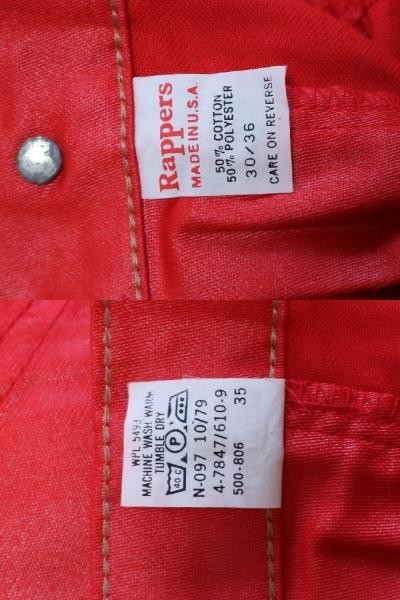 Rappers
MADE IN U.S.A.
50% COTTON
50% POLYESTER
30/36
CARE ON REVERSE
WPL 5493
MACHINE WASH WARM
TUMBLE DRY
40 C P
N-097 10/79
4-7847/610-9
500-806 35